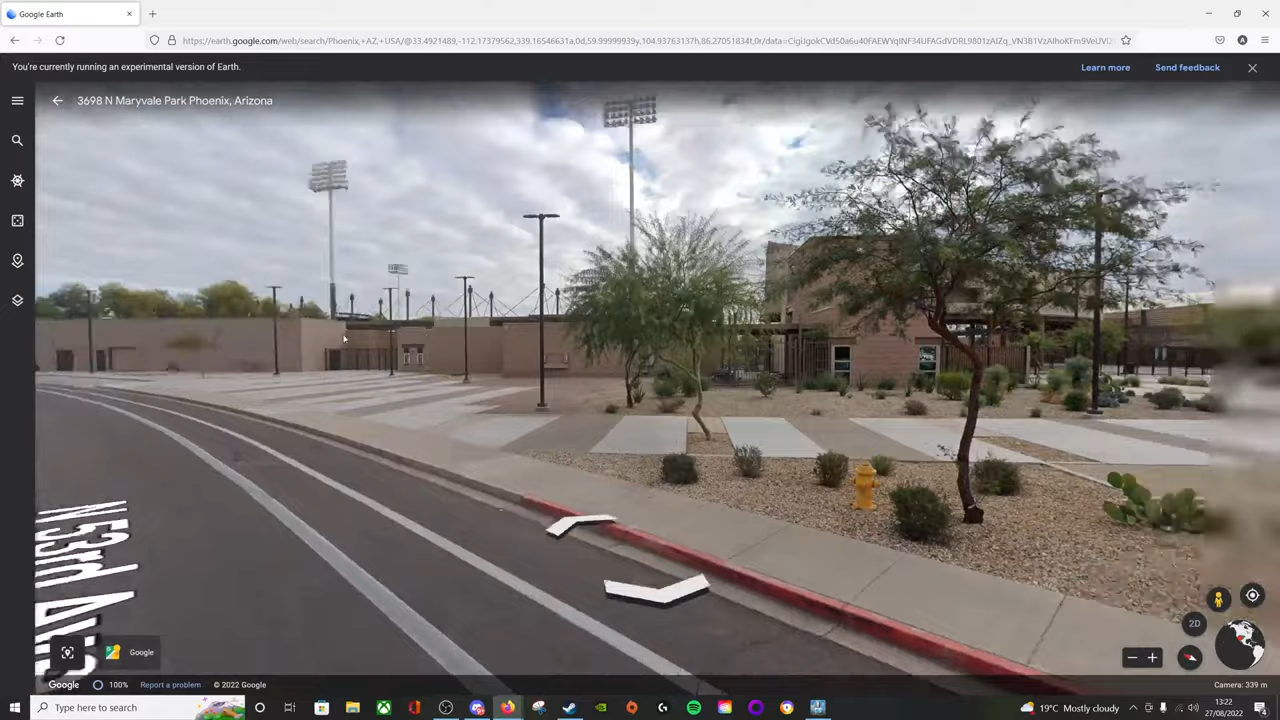 Google Earth
https://earth.google.com/web/search/Phoenix,+AZ,+USA/@33.4921489,-112.17379562,339.16546631a,0d,59.99999999y,104.93763137h,86.27051834t,0r/data=
You're currently running an experimental version of Earth.
Learn more
Send feedback
3698 N Maryvale Park Phoenix, Arizona
N 53rd Ave
Google
2D
Google
100%
Report a problem
© 2022 Google
Camera: 339 m
Type here to search
19°C Mostly cloudy
13:22
27/08/2022